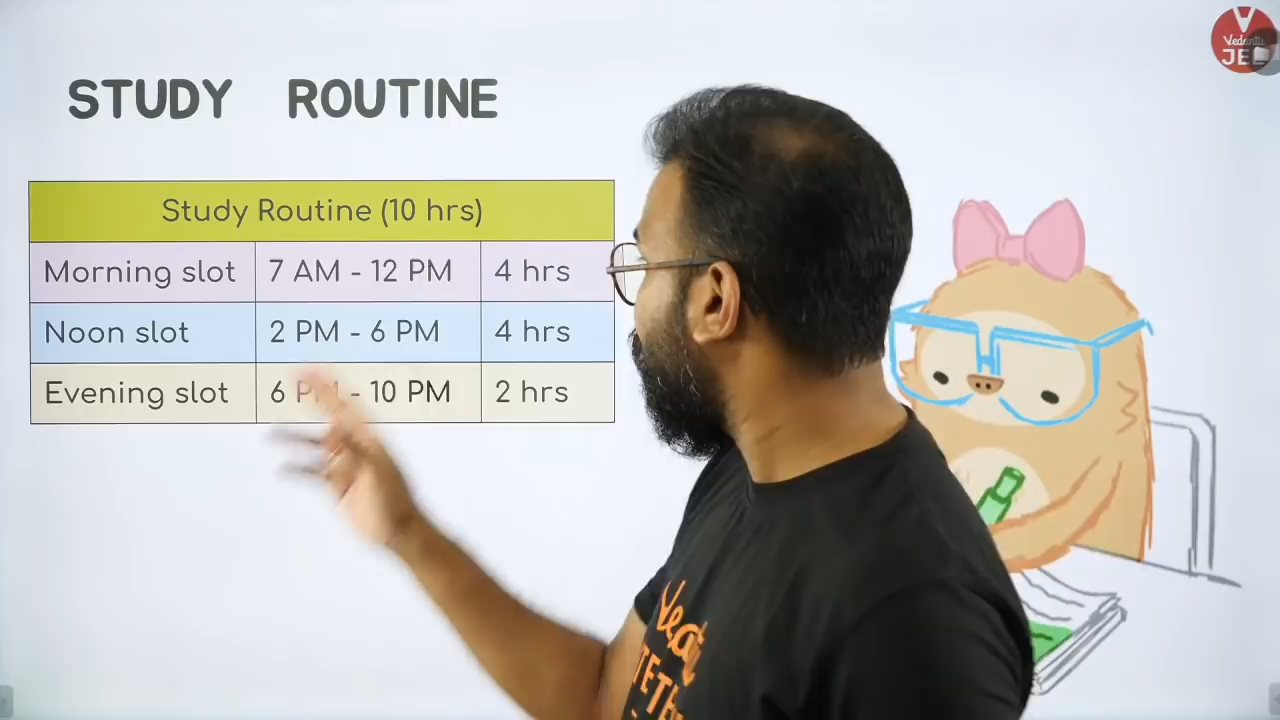 STUDY ROUTINE
Study Routine (10 hrs)
Morning slot 7 AM - 12 PM 4 hrs
Noon slot 2 PM - 6 PM 4 hrs
Evening slot 6 PM - 10 PM 2 hrs
JEE